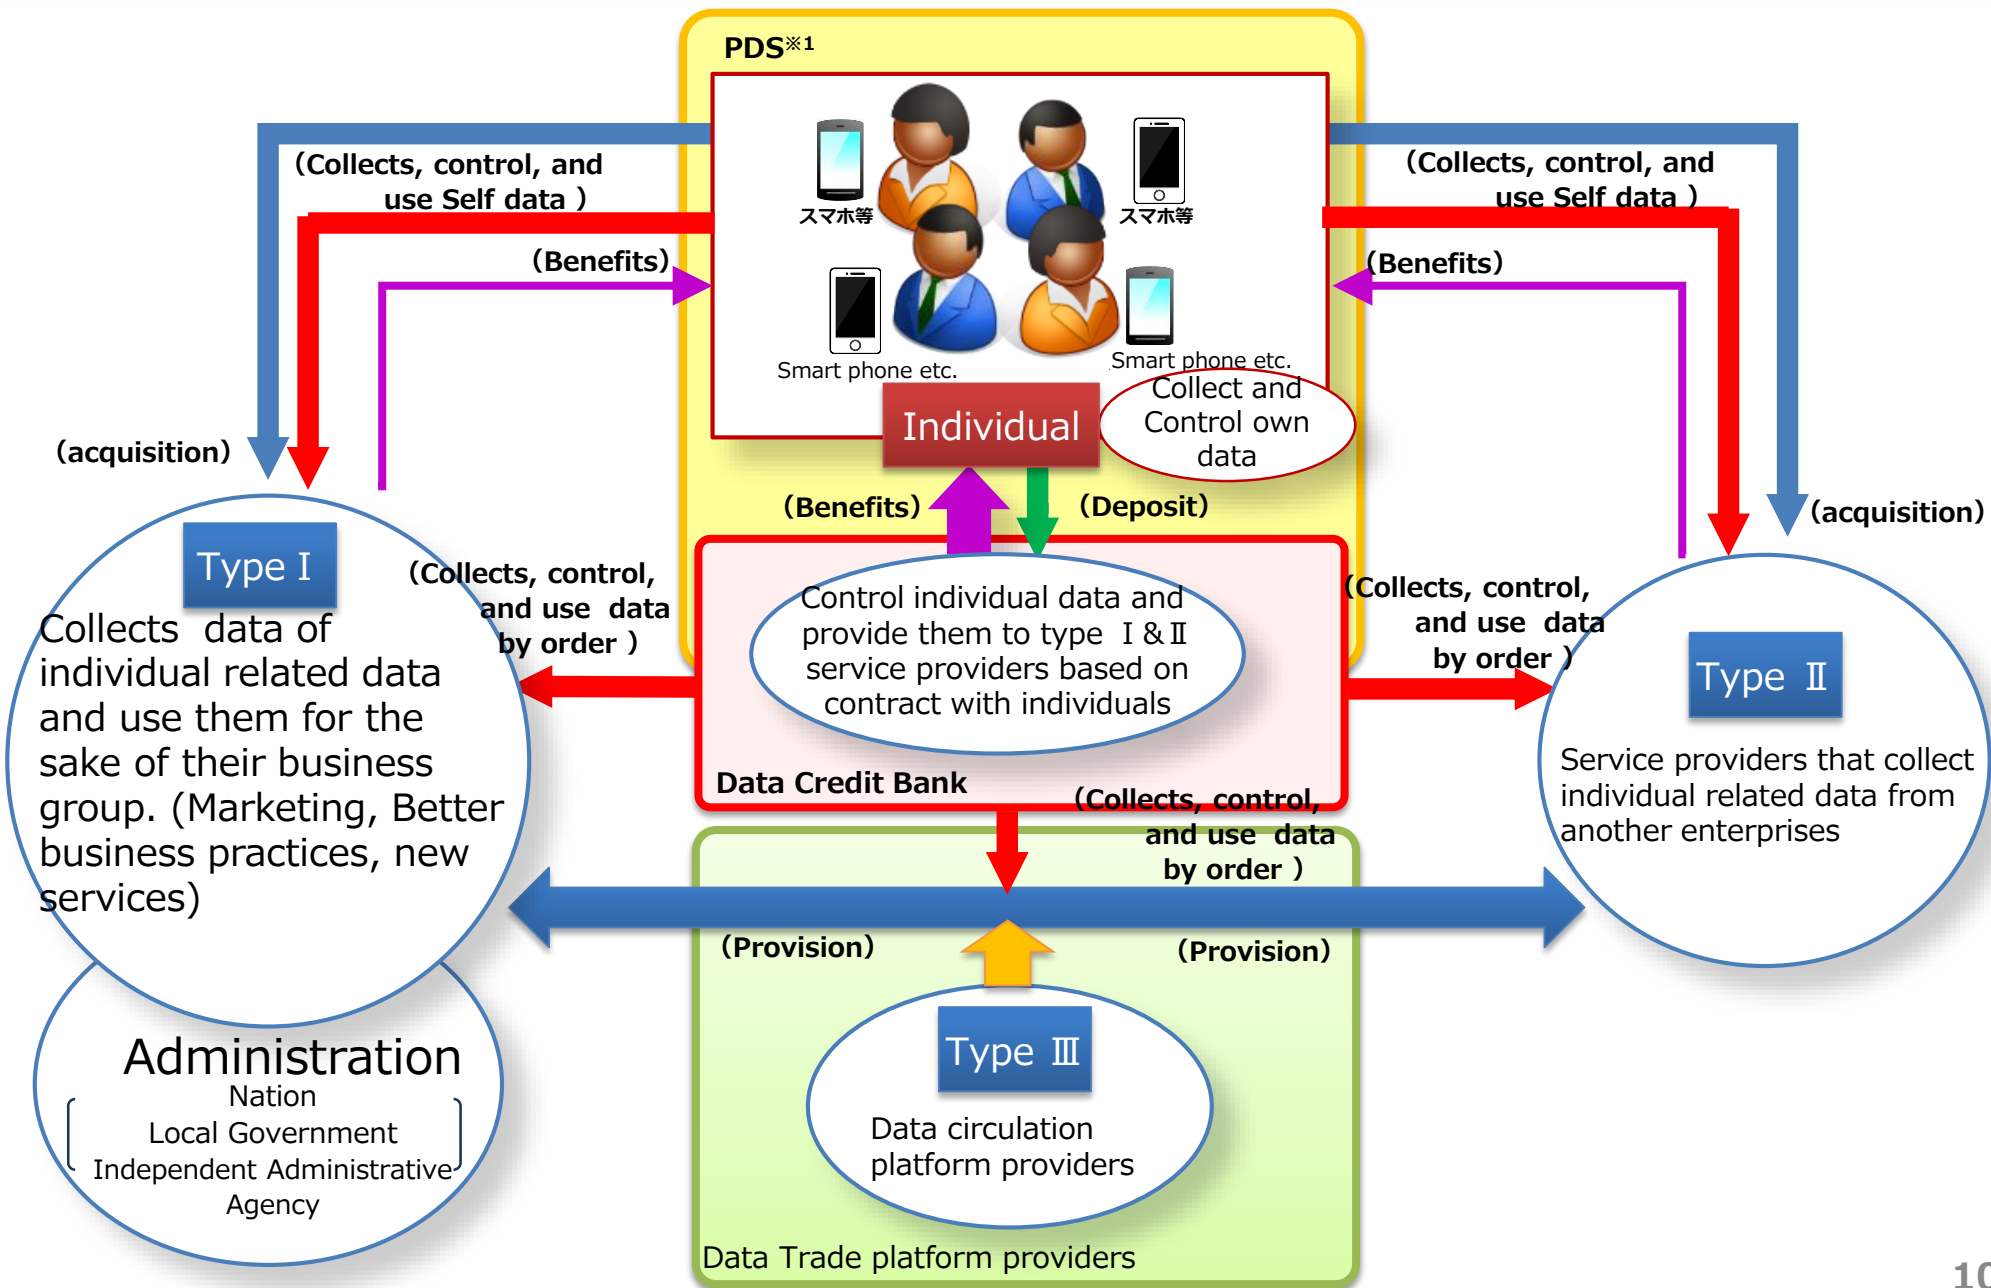 PDS※1
スマホ等
スマホ等
Smart phone etc.
Smart phone etc.
Individual
Collect and
Control own
data
(Collects, control, and
use Self data )
(Benefits)
(acquisition)
(Collects, control, and
use Self data )
(Benefits)
(acquisition)
(Benefits)
(Deposit)
Type Ⅰ
Collects  data of
individual related data
and use them for the
sake of their business
group. (Marketing, Better
business practices, new
services)
(Collects, control,
and use  data
by order )
Control individual data and
provide them to type Ⅰ&Ⅱ
service providers based on
contract with individuals
Data Credit Bank
(Collects, control,
and use  data
by order )
Type Ⅱ
Service providers that collect
individual related data from
another enterprises
(Collects, control,
and use  data
by order )
(Provision)
(Provision)
Type Ⅲ
Data circulation
platform providers
Data Trade platform providers
Administration
Nation
Local Government
Independent Administrative
Agency
10